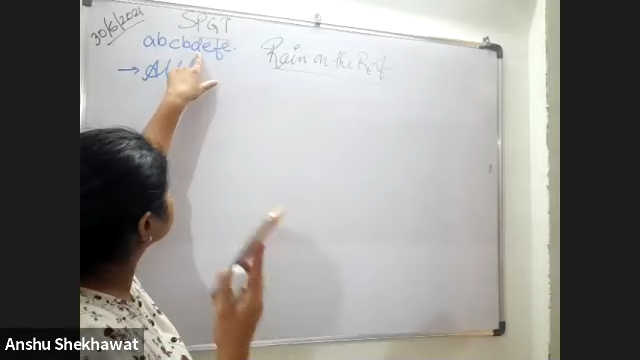 30/6/2021
SPGT
abcbdefe.
Rain on the Roof
Anshu Shekhawat